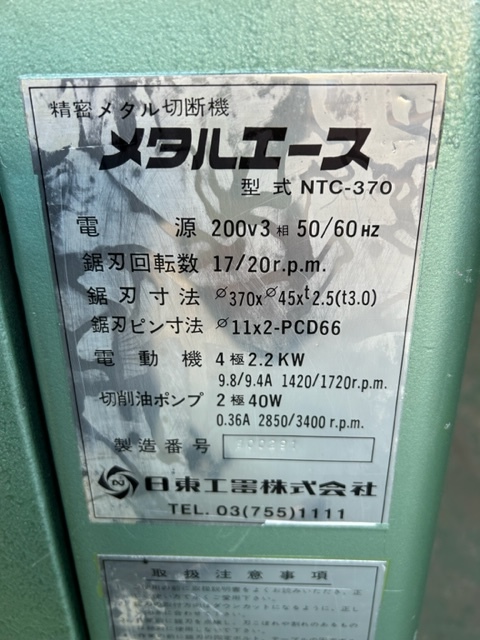 精密メタル切断機
メタルエース
型式 NTC-370
電源 200v3相 50/60Hz
鋸刃回転数 17/20r.p.m.
鋸刃寸法 ø370xø45xt2.5(t3.0)
鋸刃ピン寸法 ø11x2-PCD66
電動機 4極2.2KW
9.8/9.4A 1420/1720r.p.m.
切削油ポンプ 2極40W
0.36A 2850/3400r.p.m.
製造番号
日東工器株式会社
TEL. 03(755)1111
取扱注意事項